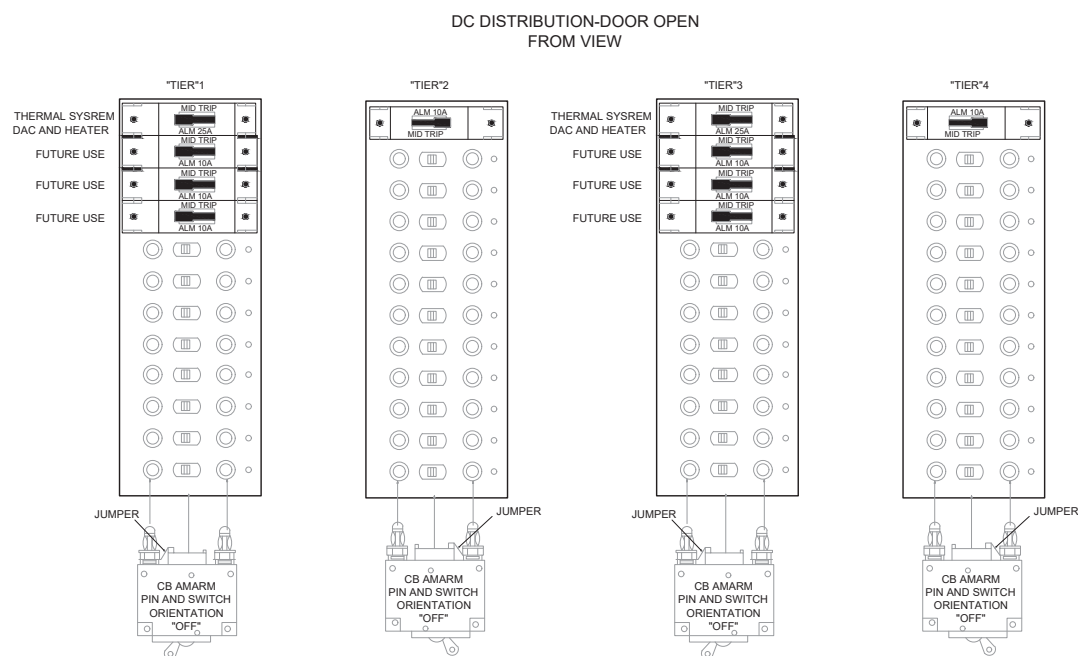 DC DISTRIBUTION-DOOR OPEN
FROM VIEW
"TIER"1
THERMAL SYSREM
DAC AND HEATER
MID TRIP
ALM 25A
FUTURE USE
MID TRIP
ALM 10A
FUTURE USE
MID TRIP
ALM 10A
FUTURE USE
MID TRIP
ALM 10A
JUMPER
CB AMARM
PIN AND SWITCH
ORIENTATION
"OFF"
"TIER"2
ALM 10A
MID TRIP
JUMPER
CB AMARM
PIN AND SWITCH
ORIENTATION
"OFF"
"TIER"3
THERMAL SYSREM
DAC AND HEATER
MID TRIP
ALM 25A
FUTURE USE
MID TRIP
ALM 10A
FUTURE USE
MID TRIP
ALM 10A
FUTURE USE
MID TRIP
ALM 10A
JUMPER
CB AMARM
PIN AND SWITCH
ORIENTATION
"OFF"
"TIER"4
ALM 10A
MID TRIP
JUMPER
CB AMARM
PIN AND SWITCH
ORIENTATION
"OFF"